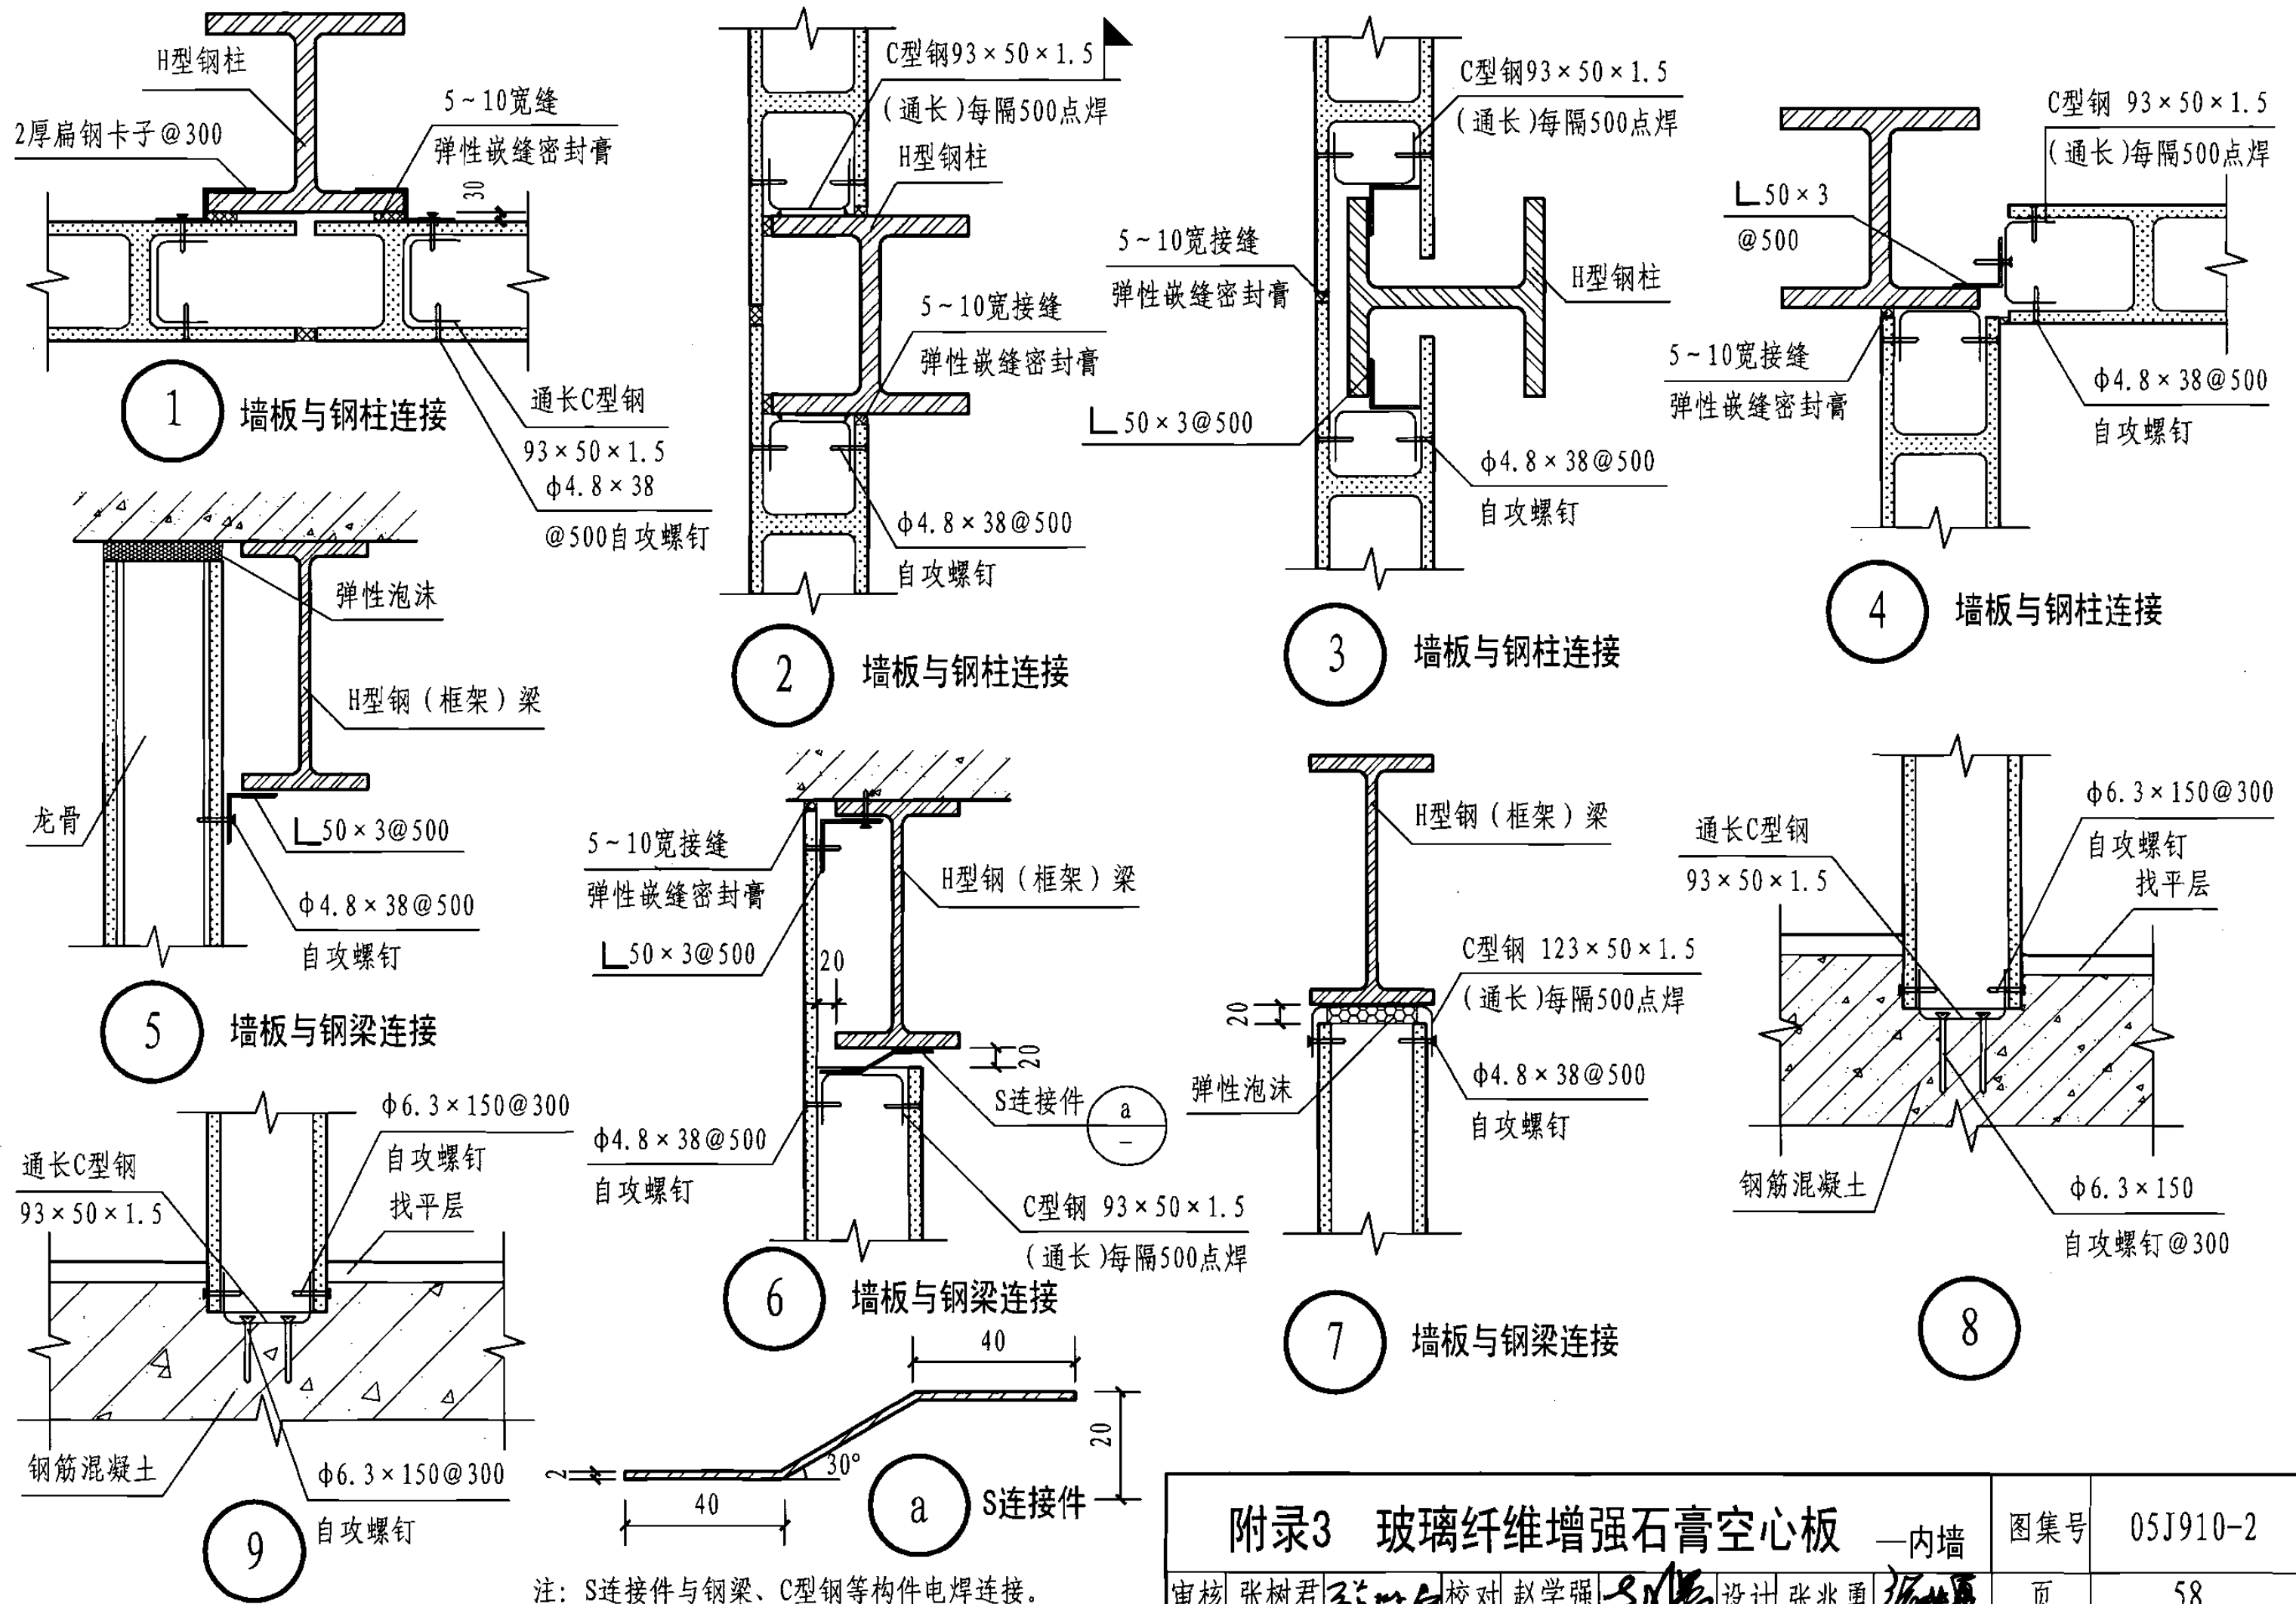 H型钢柱
2厚扁钢卡子@300
5~10宽缝
弹性嵌缝密封膏
30
通长C型钢
93×50×1.5
ф4.8×38
@500自攻螺钉
1 墙板与钢柱连接
C型钢93×50×1.5
(通长)每隔500点焊
H型钢柱
5~10宽接缝
弹性嵌缝密封膏
ф4.8×38@500
自攻螺钉
2 墙板与钢柱连接
C型钢93×50×1.5
(通长)每隔500点焊
5~10宽接缝
弹性嵌缝密封膏
H型钢柱
L50×3@500
ф4.8×38@500
自攻螺钉
3 墙板与钢柱连接
C型钢 93×50×1.5
(通长)每隔500点焊
L50×3
@500
5~10宽接缝
弹性嵌缝密封膏
ф4.8×38@500
自攻螺钉
4 墙板与钢柱连接
弹性泡沫
H型钢(框架)梁
龙骨
L50×3@500
ф4.8×38@500
自攻螺钉
5 墙板与钢梁连接
5~10宽接缝
弹性嵌缝密封膏
H型钢(框架)梁
L50×3@500
20
20
S连接件
a
—
ф4.8×38@500
自攻螺钉
C型钢 93×50×1.5
(通长)每隔500点焊
6 墙板与钢梁连接
H型钢(框架)梁
C型钢 123×50×1.5
(通长)每隔500点焊
20
弹性泡沫
ф4.8×38@500
自攻螺钉
7 墙板与钢梁连接
ф6.3×150@300
自攻螺钉
找平层
通长C型钢
93×50×1.5
钢筋混凝土
ф6.3×150
自攻螺钉@300
8
ф6.3×150@300
自攻螺钉
找平层
通长C型钢
93×50×1.5
钢筋混凝土
ф6.3×150@300
自攻螺钉
9
40
20
30°
2
40
a S连接件
注: S连接件与钢梁、C型钢等构件电焊连接。
附录3 玻璃纤维增强石膏空心板 —内墙
图集号 05J910-2
审核 张树君 校对 赵学强 设计 张兆勇 页 58